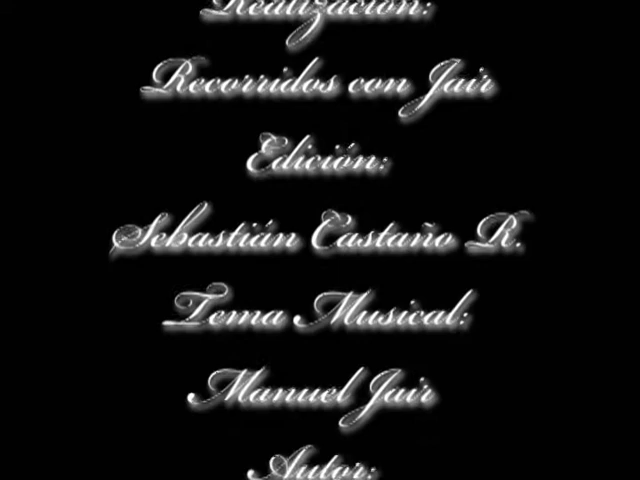 Realización:
Recorridos con Jair
Edición:
Sebastián Castaño R.
Tema Musical:
Manuel Jair
Autor: